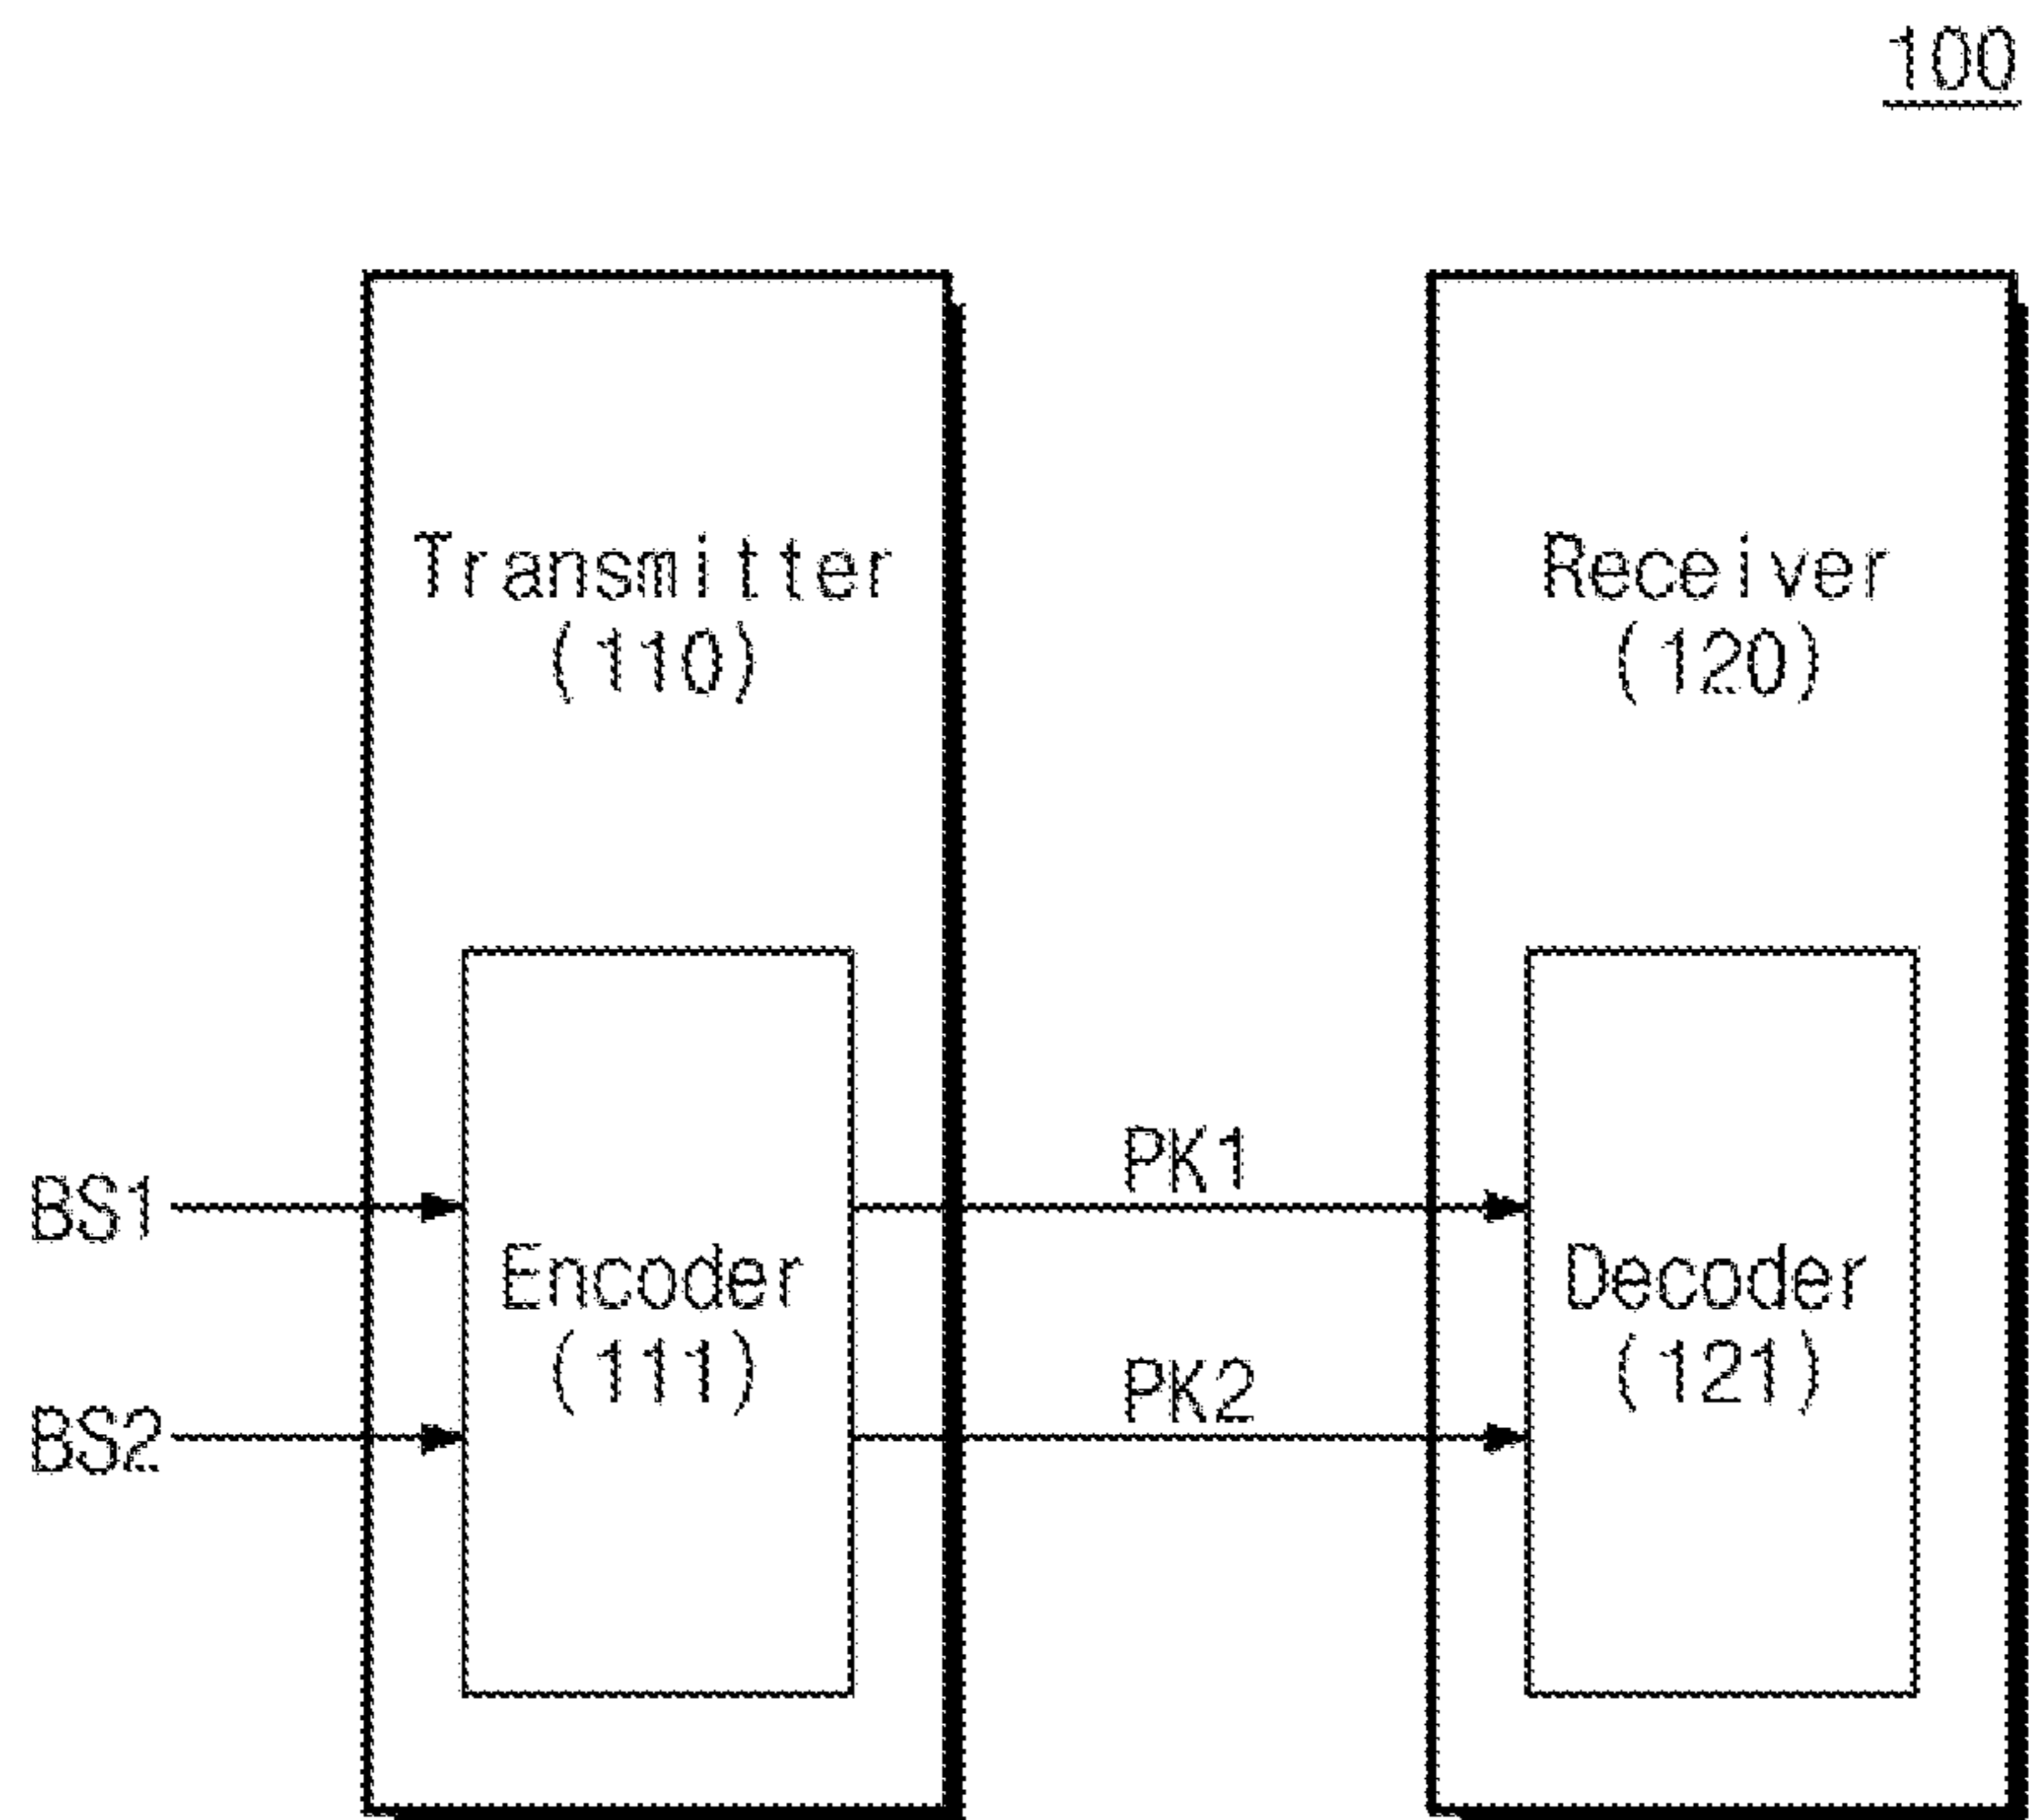 100
Transmitter
(110)
Receiver
(120)
PK1
BS1
Encoder
(111)
Decoder
(121)
PK2
BS2